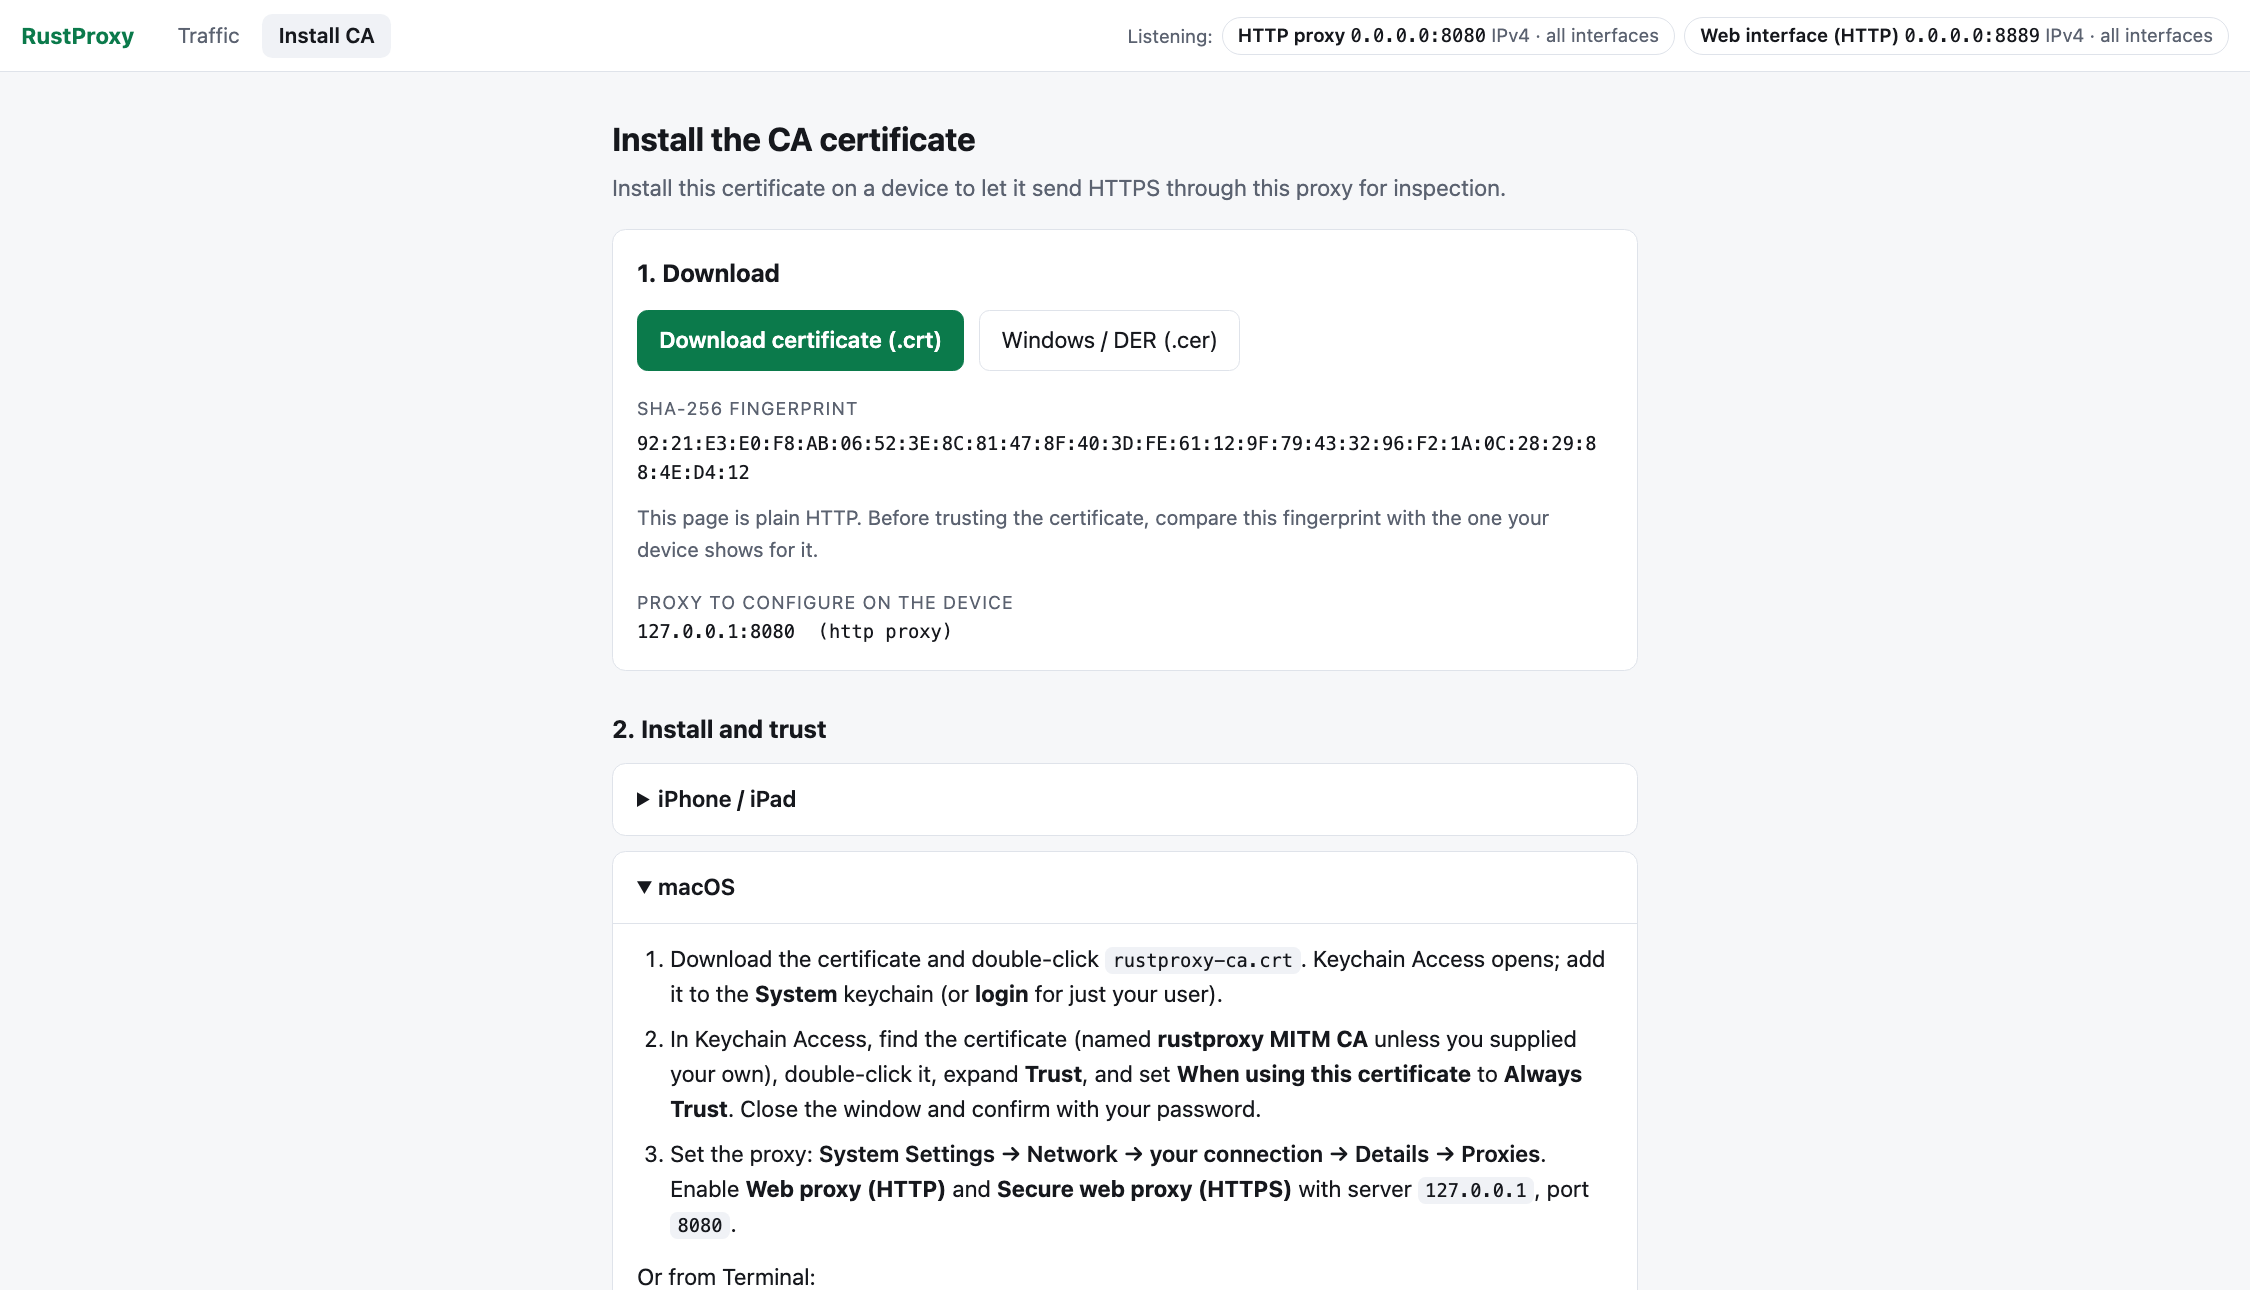 RustProxy Traffic Install CA Listening: HTTP proxy 0.0.0.0:8080 IPv4 · all interfaces Web interface (HTTP) 0.0.0.0:8889 IPv4 · all interfaces
Install the CA certificate
Install this certificate on a device to let it send HTTPS through this proxy for inspection.
1. Download
Download certificate (.crt) Windows / DER (.cer)
SHA-256 FINGERPRINT
92:21:E3:E0:F8:AB:06:52:3E:8C:81:47:8F:40:3D:FE:61:12:9F:79:43:32:96:F2:1A:0C:28:29:8
8:4E:D4:12
This page is plain HTTP. Before trusting the certificate, compare this fingerprint with the one your
device shows for it.
PROXY TO CONFIGURE ON THE DEVICE
127.0.0.1:8080 (http proxy)
2. Install and trust
▶ iPhone / iPad
▼ macOS
1. Download the certificate and double-click rustproxy-ca.crt. Keychain Access opens; add
it to the System keychain (or login for just your user).
2. In Keychain Access, find the certificate (named rustproxy MITM CA unless you supplied
your own), double-click it, expand Trust, and set When using this certificate to Always
Trust. Close the window and confirm with your password.
3. Set the proxy: System Settings → Network → your connection → Details → Proxies.
Enable Web proxy (HTTP) and Secure web proxy (HTTPS) with server 127.0.0.1, port
8080.
Or from Terminal: